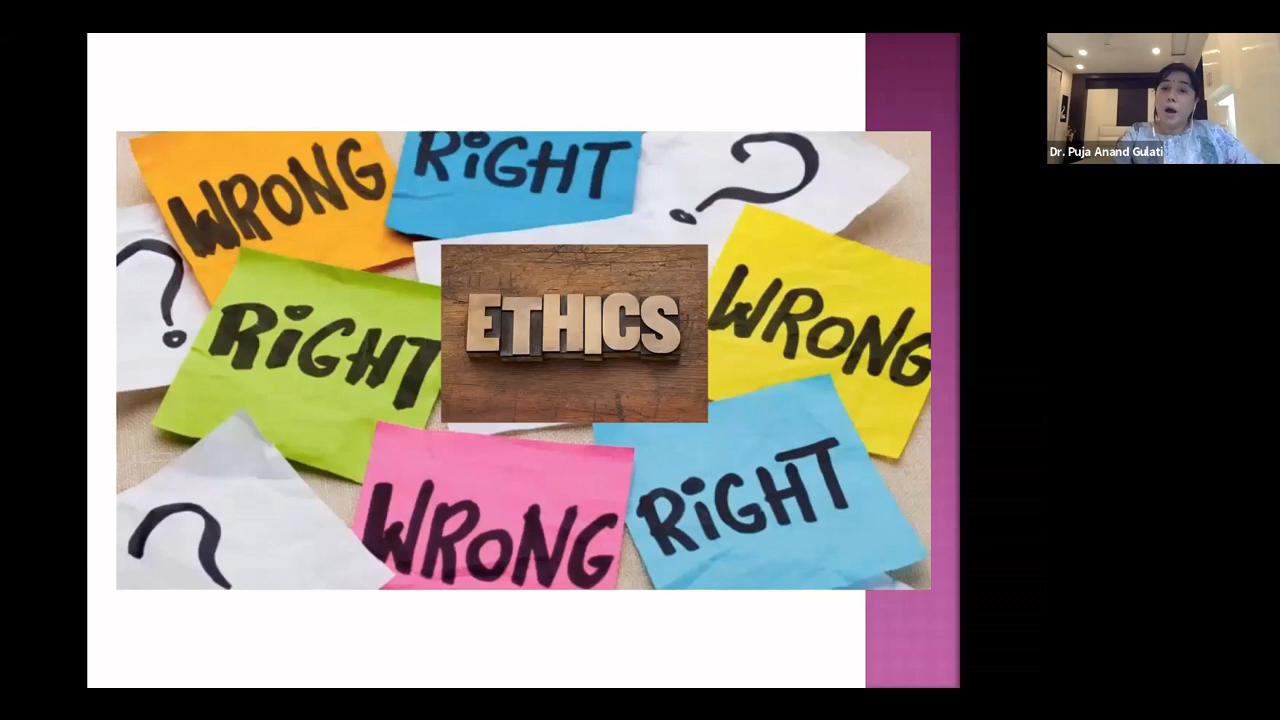 WRONG
RiGHT
?
?
RiGHT
ETHICS
WRONG
?
WRONG
RiGHT
Dr. Puja Anand Gulati